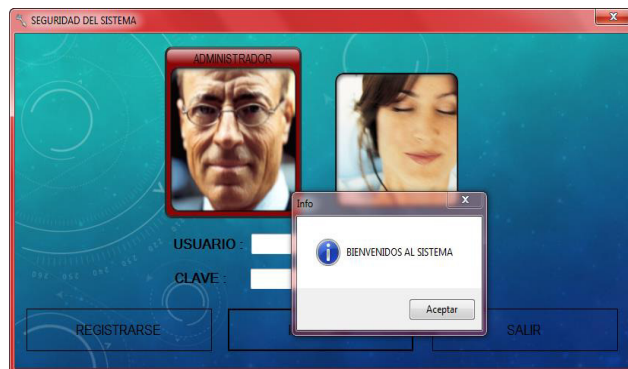 SEGURIDAD DEL SISTEMA
ADMINISTRADOR
Info
BIENVENIDOS AL SISTEMA
USUARIO :
CLAVE :
Aceptar
REGISTRARSE
SALIR